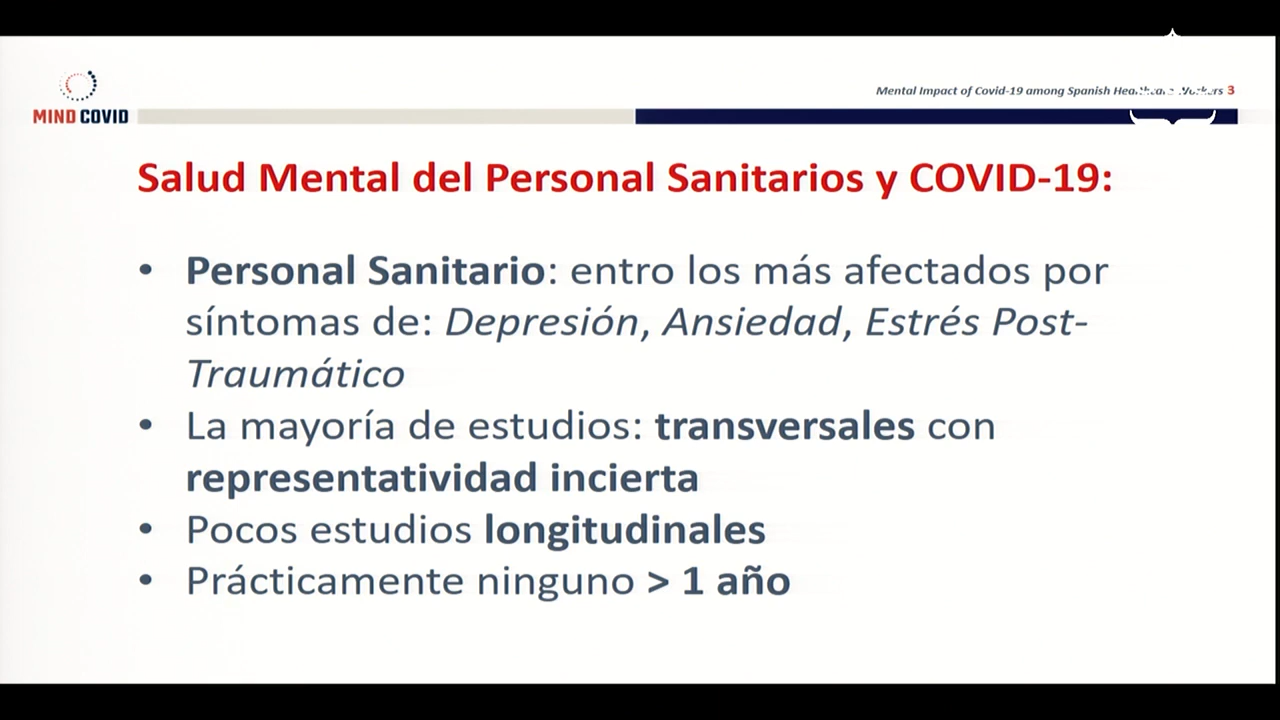 Mental Impact of Covid-19 among Spanish Healthcare Workers 3
MIND COVID
Salud Mental del Personal Sanitarios y COVID-19:
• Personal Sanitario: entro los más afectados por
síntomas de: Depresión, Ansiedad, Estrés Post-
Traumático
• La mayoría de estudios: transversales con
representatividad incierta
• Pocos estudios longitudinales
• Prácticamente ninguno > 1 año